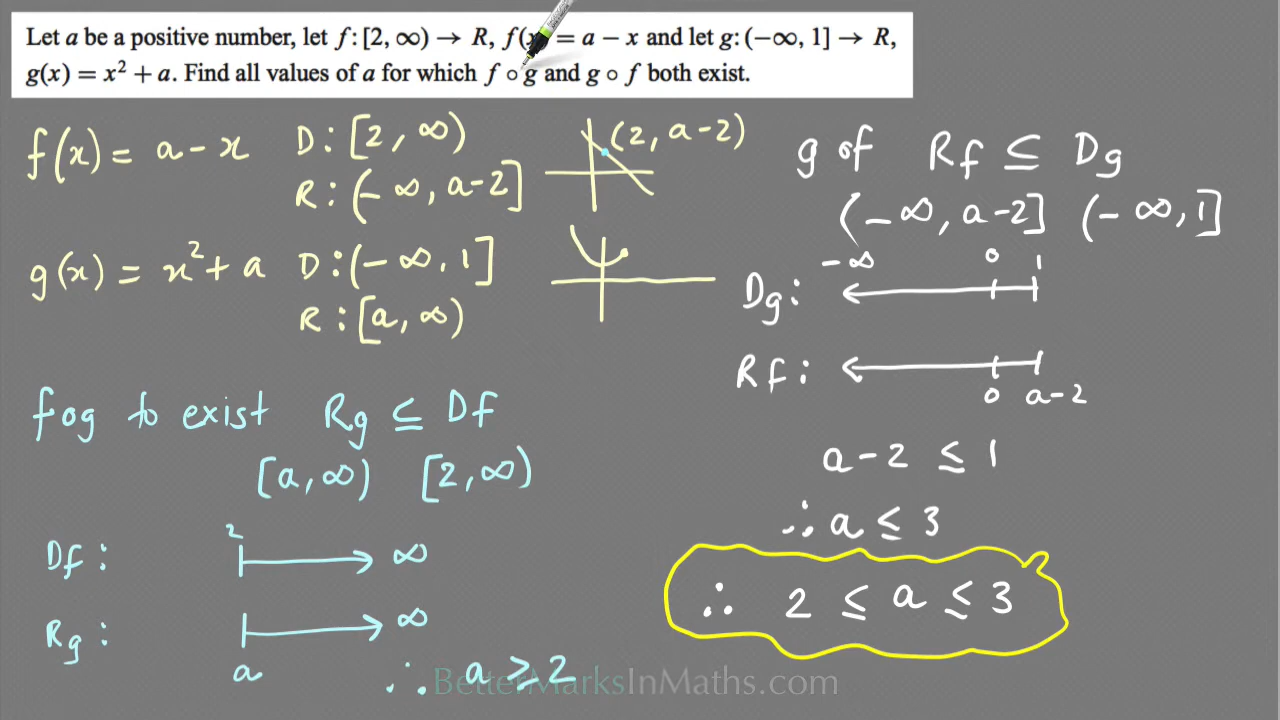 Let a be a positive number, let f: [2, ∞) → R, f(x) = a − x and let g: (−∞, 1] → R,
g(x) = x² + a. Find all values of a for which f ∘ g and g ∘ f both exist.
f(x) = a − x D: [2, ∞)
R: (−∞, a−2]
(2, a−2)
g(x) = x² + a D: (−∞, 1]
R: [a, ∞)
fog to exist Rg ⊆ Df
[a, ∞) [2, ∞)
2
Df: ∞
Rg: ∞
a
∴ a ≥ 2
g of Rf ⊆ Dg
(−∞, a−2] (−∞, 1]
−∞ 0 1
Dg:
Rf:
0 a−2
a−2 ≤ 1
∴ a ≤ 3
∴ 2 ≤ a ≤ 3
BetterMarksInMaths.com